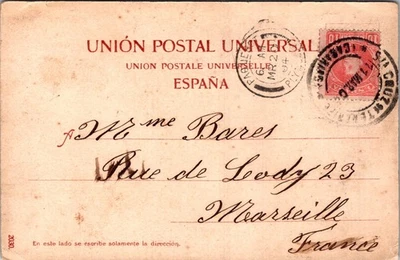 UNIÓN POSTAL UNIVERSAL
UNION POSTALE UNIVERSELLE
ESPAÑA
A Mme Bares
Rue de Lody 23
Marseille
France
En este lado se escribe sólamente la dirección.